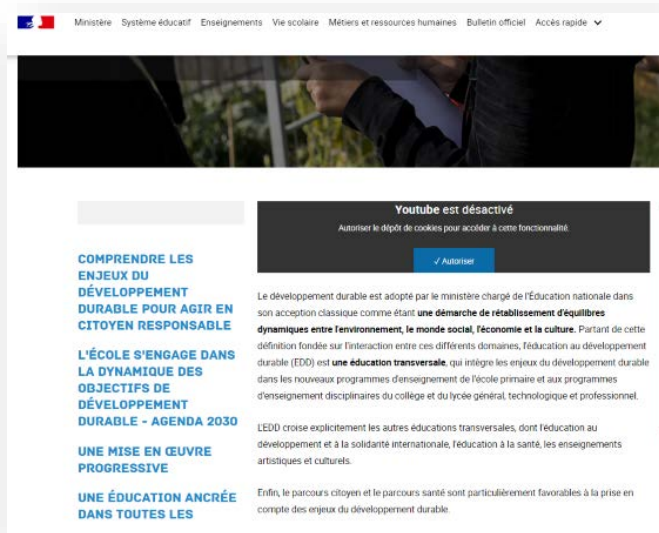 Ministère Système éducatif Enseignements Vie scolaire Métiers et ressources humaines Bulletin officiel Accès rapide
COMPRENDRE LES
ENJEUX DU
DÉVELOPPEMENT
DURABLE POUR AGIR EN
CITOYEN RESPONSABLE
L'ÉCOLE S'ENGAGE DANS
LA DYNAMIQUE DES
OBJECTIFS DE
DÉVELOPPEMENT
DURABLE - AGENDA 2030
UNE MISE EN ŒUVRE
PROGRESSIVE
UNE ÉDUCATION ANCRÉE
DANS TOUTES LES
Youtube est désactivé
Autoriser le dépôt de cookies pour accéder à cette fonctionnalité.
✓ Autoriser
Le développement durable est adopté par le ministère chargé de l'Éducation nationale dans
son acception classique comme étant une démarche de rétablissement d'équilibres
dynamiques entre l'environnement, le monde social, l'économie et la culture. Partant de cette
définition fondée sur l'interaction entre ces différents domaines, l'éducation au développement
durable (EDD) est une éducation transversale, qui intègre les enjeux du développement durable
dans les nouveaux programmes d'enseignement de l'école primaire et aux programmes
d'enseignement disciplinaires du collège et du lycée général, technologique et professionnel.
L'EDD croise explicitement les autres éducations transversales, dont l'éducation au
développement et à la solidarité internationale, l'éducation à la santé, les enseignements
artistiques et culturels.
Enfin, le parcours citoyen et le parcours santé sont particulièrement favorables à la prise en
compte des enjeux du développement durable.